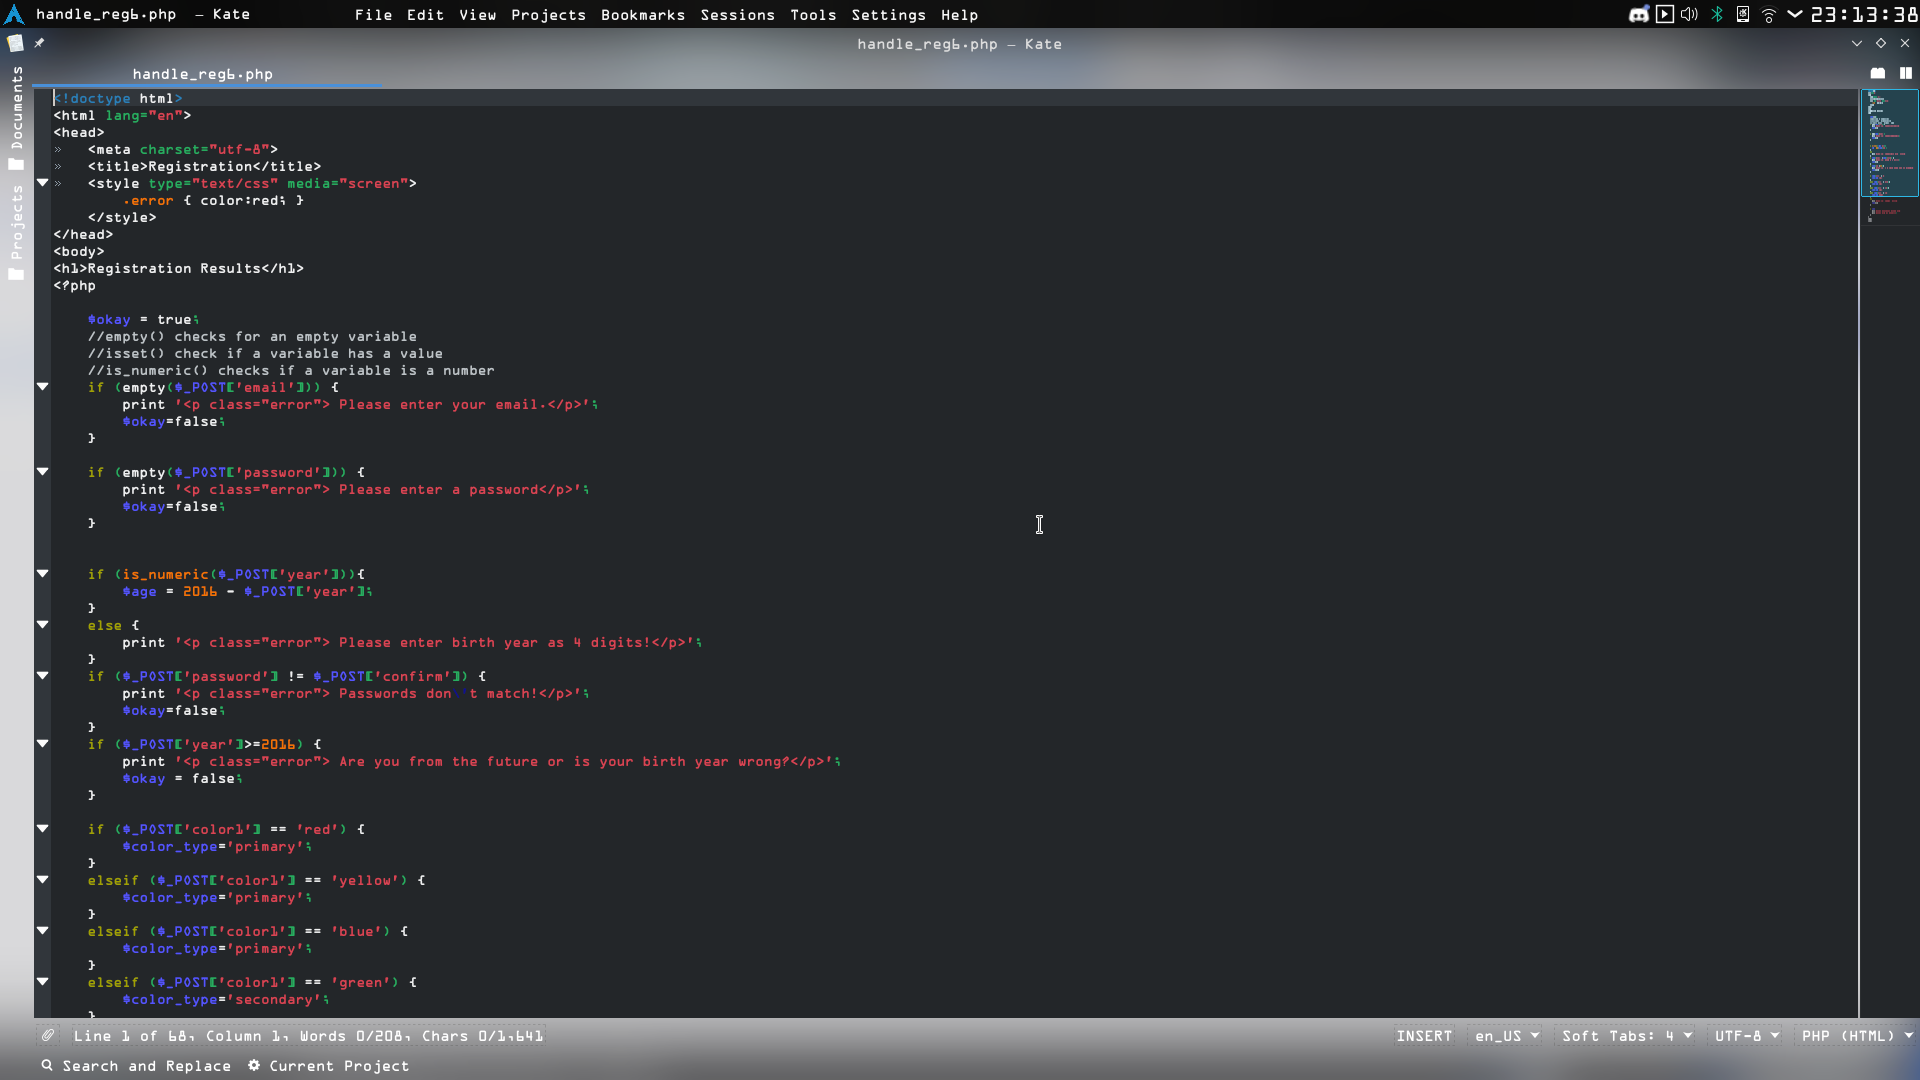 handle_reg6.php — Kate File Edit View Projects Bookmarks Sessions Tools Settings Help 23:13:38
handle_reg6.php — Kate
handle_reg6.php
Documents
Projects
<!doctype html>
<html lang="en">
<head>
» <meta charset="utf-8">
» <title>Registration</title>
» <style type="text/css" media="screen">
.error { color:red; }
</style>
</head>
<body>
<h1>Registration Results</h1>
<?php
$okay = true;
//empty() checks for an empty variable
//isset() check if a variable has a value
//is_numeric() checks if a variable is a number
if (empty($_POST['email'])) {
print '<p class="error"> Please enter your email.</p>';
$okay=false;
}
if (empty($_POST['password'])) {
print '<p class="error"> Please enter a password</p>';
$okay=false;
}
if (is_numeric($_POST['year'])){
$age = 2016 - $_POST['year'];
}
else {
print '<p class="error"> Please enter birth year as 4 digits!</p>';
}
if ($_POST['password'] != $_POST['confirm']) {
print '<p class="error"> Passwords don\'t match!</p>';
$okay=false;
}
if ($_POST['year']>=2016) {
print '<p class="error"> Are you from the future or is your birth year wrong?</p>';
$okay = false;
}
if ($_POST['color1'] == 'red') {
$color_type='primary';
}
elseif ($_POST['color1'] == 'yellow') {
$color_type='primary';
}
elseif ($_POST['color1'] == 'blue') {
$color_type='primary';
}
elseif ($_POST['color1'] == 'green') {
$color_type='secondary';
}
Line 1 of 68, Column 1, Words 0/208, Chars 0/1,641 INSERT en_US Soft Tabs: 4 UTF-8 PHP (HTML)
Search and Replace Current Project